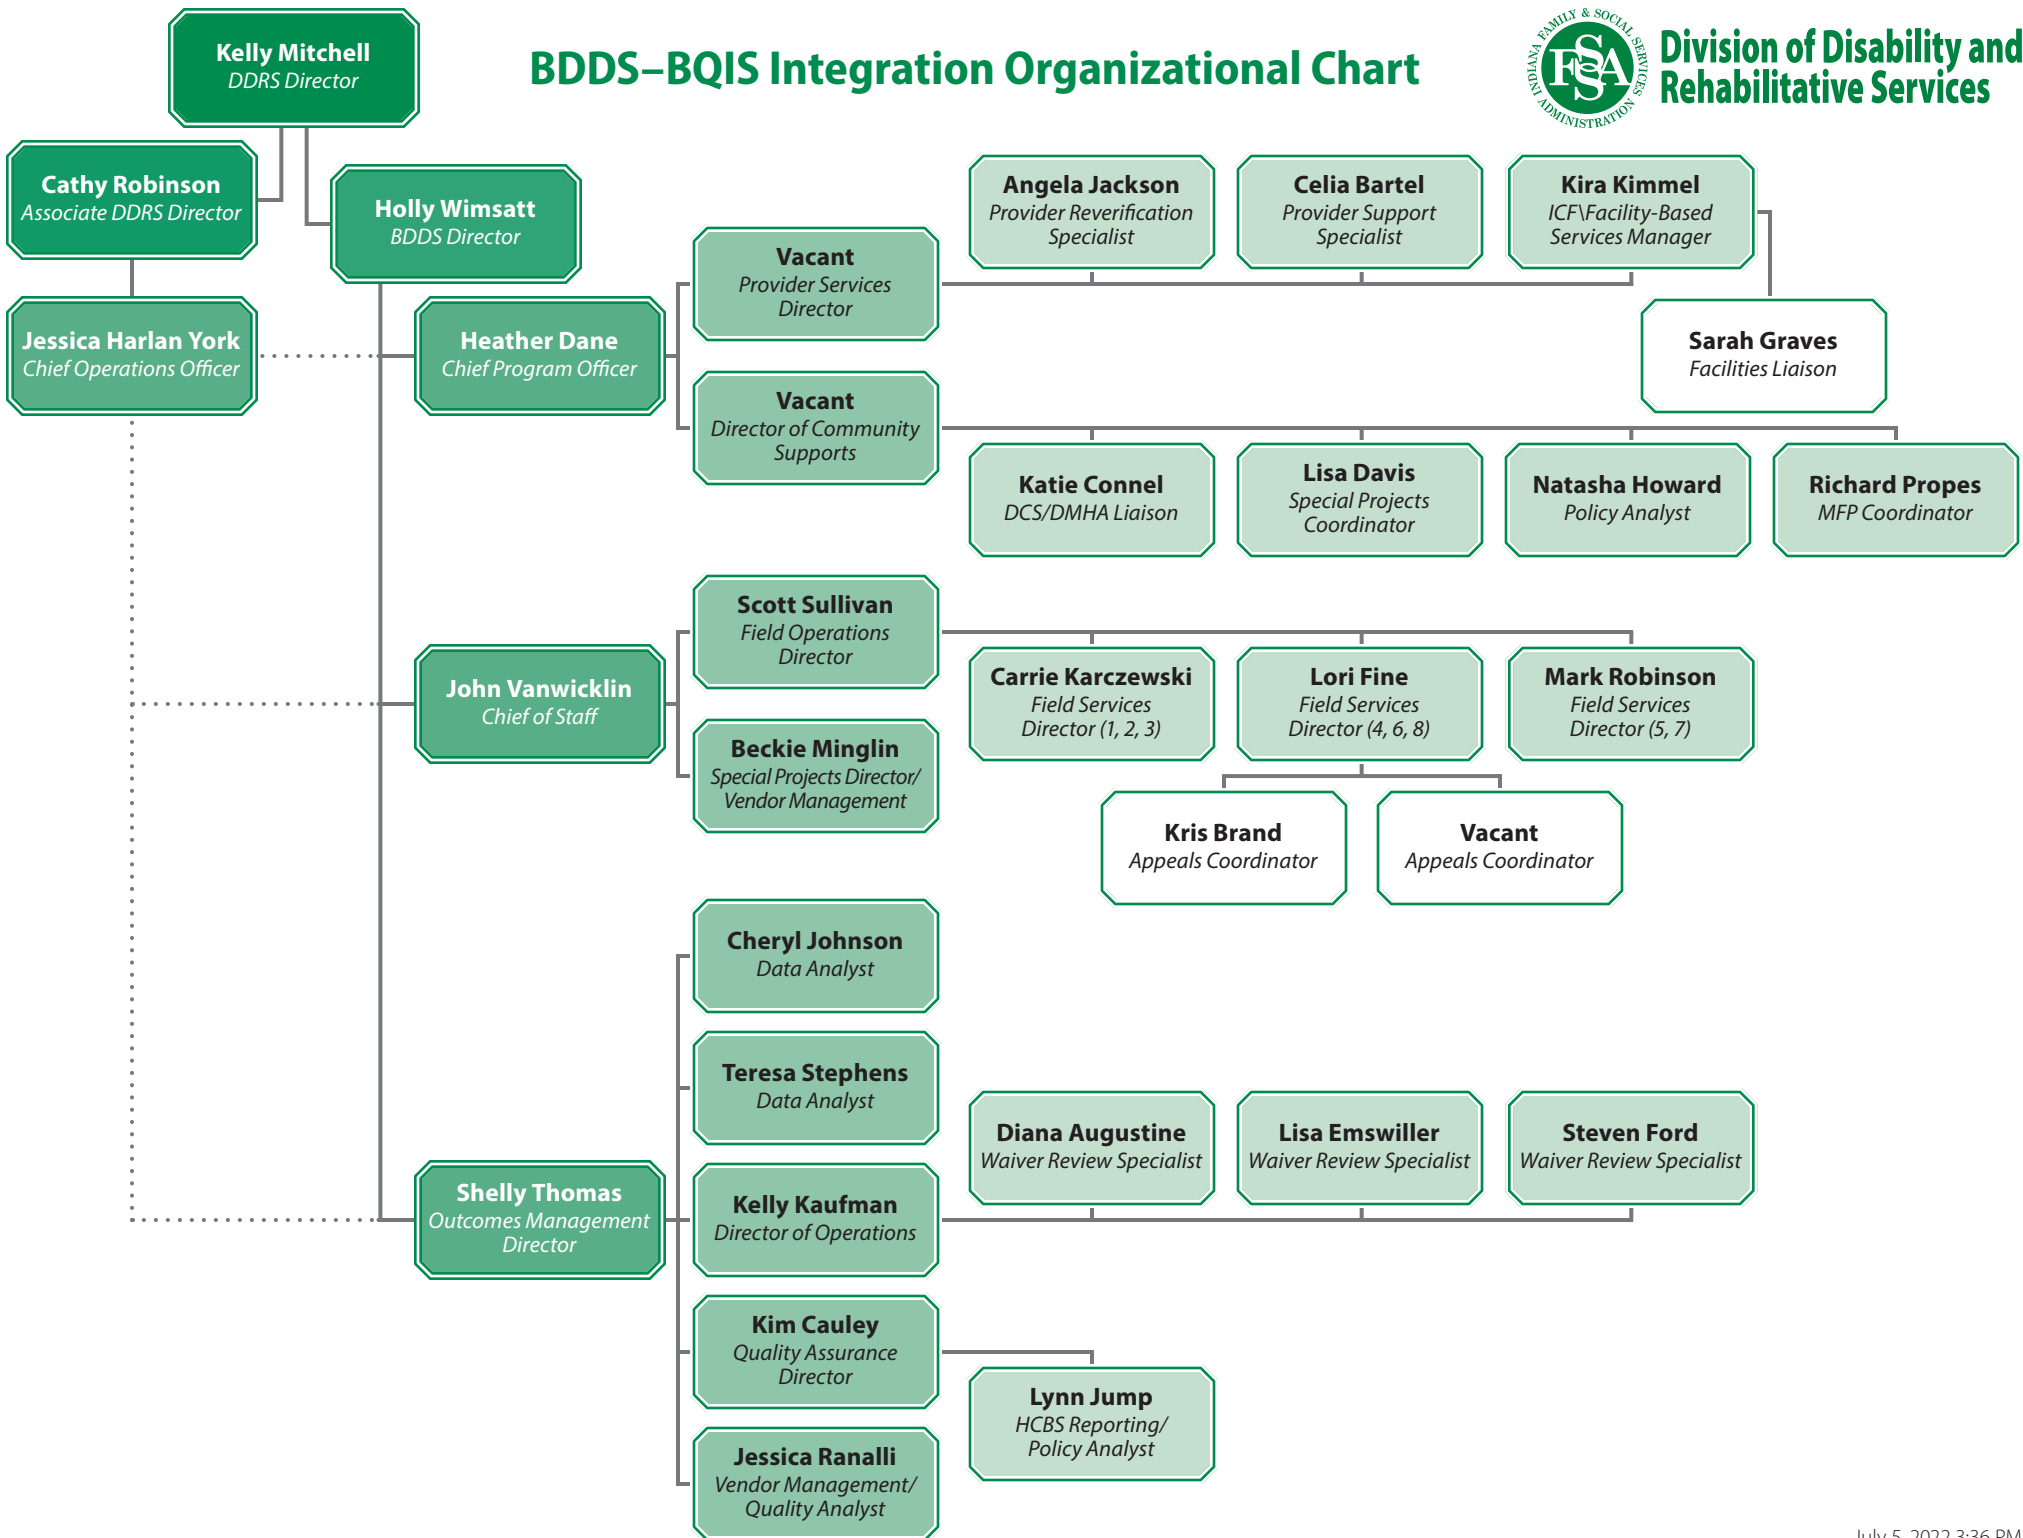 Kelly Mitchell
DDRS Director
BDDS–BQIS Integration Organizational Chart
INDIANA FAMILY & SOCIAL SERVICES ADMINISTRATION
FSSA
Division of Disability and
Rehabilitative Services
Cathy Robinson
Associate DDRS Director
Holly Wimsatt
BDDS Director
Angela Jackson
Provider Reverification
Specialist
Celia Bartel
Provider Support
Specialist
Kira Kimmel
ICF\Facility-Based
Services Manager
Vacant
Provider Services
Director
Jessica Harlan York
Chief Operations Officer
Heather Dane
Chief Program Officer
Sarah Graves
Facilities Liaison
Vacant
Director of Community
Supports
Katie Connel
DCS/DMHA Liaison
Lisa Davis
Special Projects
Coordinator
Natasha Howard
Policy Analyst
Richard Propes
MFP Coordinator
Scott Sullivan
Field Operations
Director
John Vanwicklin
Chief of Staff
Carrie Karczewski
Field Services
Director (1, 2, 3)
Lori Fine
Field Services
Director (4, 6, 8)
Mark Robinson
Field Services
Director (5, 7)
Beckie Minglin
Special Projects Director/
Vendor Management
Kris Brand
Appeals Coordinator
Vacant
Appeals Coordinator
Cheryl Johnson
Data Analyst
Teresa Stephens
Data Analyst
Diana Augustine
Waiver Review Specialist
Lisa Emswiller
Waiver Review Specialist
Steven Ford
Waiver Review Specialist
Shelly Thomas
Outcomes Management
Director
Kelly Kaufman
Director of Operations
Kim Cauley
Quality Assurance
Director
Lynn Jump
HCBS Reporting/
Policy Analyst
Jessica Ranalli
Vendor Management/
Quality Analyst
July 5, 2022 3:36 PM